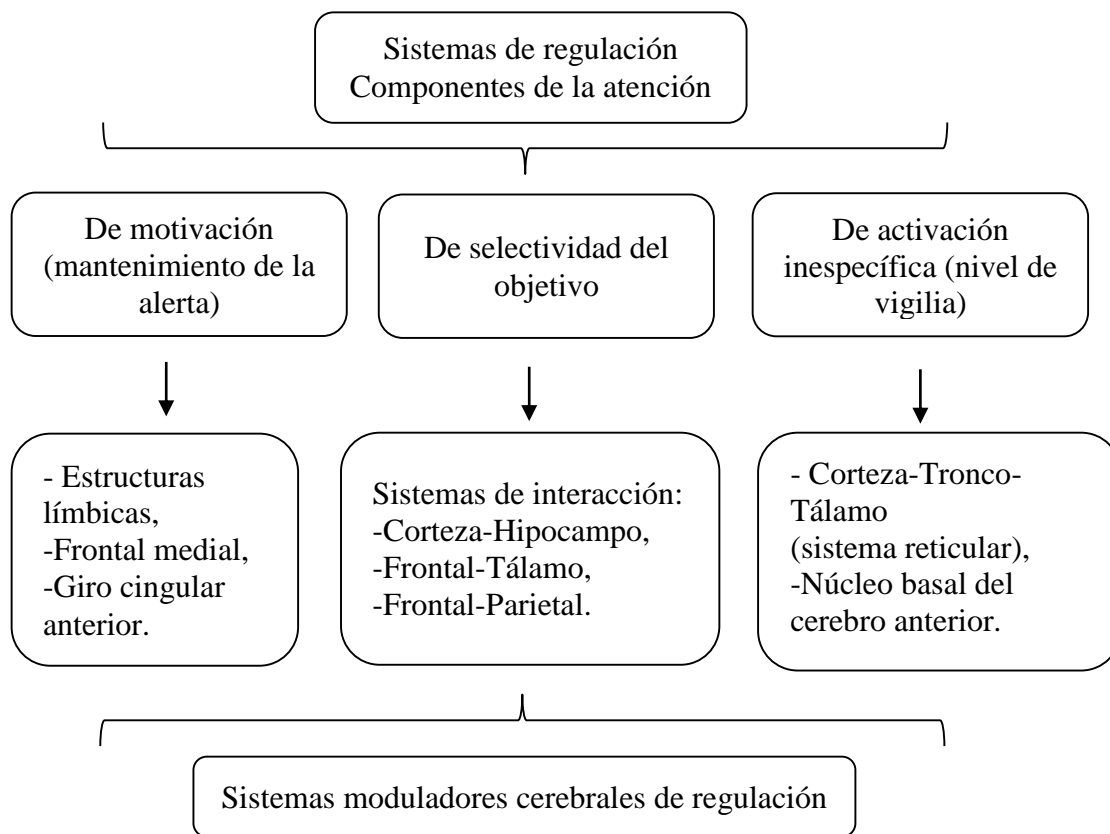 Sistemas de regulación
Componentes de la atención
De motivación
(mantenimiento de la
alerta)
De selectividad del
objetivo
De activación
inespecífica (nivel de
vigilia)
- Estructuras
límbicas,
-Frontal medial,
-Giro cingular
anterior.
Sistemas de interacción:
-Corteza-Hipocampo,
-Frontal-Tálamo,
-Frontal-Parietal.
- Corteza-Tronco-
Tálamo
(sistema reticular),
-Núcleo basal del
cerebro anterior.
Sistemas moduladores cerebrales de regulación